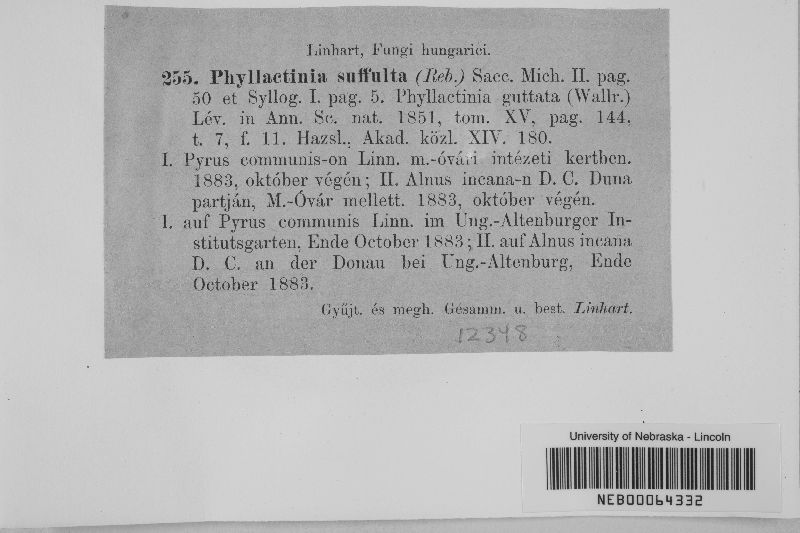 Linhart, Fungi hungarici.
255. Phyllactinia suffulta (Reb.) Sacc. Mich. II. pag.
50 et Syllog. I. pag. 5. Phyllactinia guttata (Wallr.)
Lév. in Ann. Sc. nat. 1851, tom. XV, pag. 144,
t. 7, f. 11. Hazsl., Akad. közl. XIV. 180.
I. Pyrus communis-on Linn. m.-óvári intézeti kertben.
1883, október végén; II. Alnus incana-n D. C. Duna
partján, M.-Óvár mellett. 1883, október végén.
I. auf Pyrus communis Linn. im Ung.-Altenburger In-
stitutsgarten, Ende October 1883; II. auf Alnus incana
D. C. an der Donau bei Ung.-Altenburg, Ende
October 1883.
Gyűjt. és megh. Gesamm. u. best. Linhart.
12348
University of Nebraska - Lincoln
NEB00064332